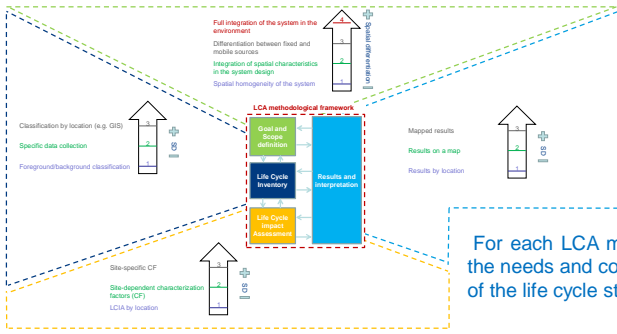 Full integration of the system in the
environment
Differentiation between fixed and
mobile sources
Integration of spatial characteristics
in the system design
Spatial homogeneity of the system
4
3
2
1
Spatial differentiation
LCA methodological framework
Goal and
Scope
definition
Life Cycle
Inventory
Life Cycle
Impact
Assessment
Results and
interpretation
Classification by location (e.g. GIS)
Specific data collection
Foreground/background classification
3
2
1
SD
Mapped results
Results on a map
Results by location
3
2
1
SD
Site-specific CF
Site-dependent characterization
factors (CF)
LCIA by location
3
2
1
SD
For each LCA m
the needs and co
of the life cycle st